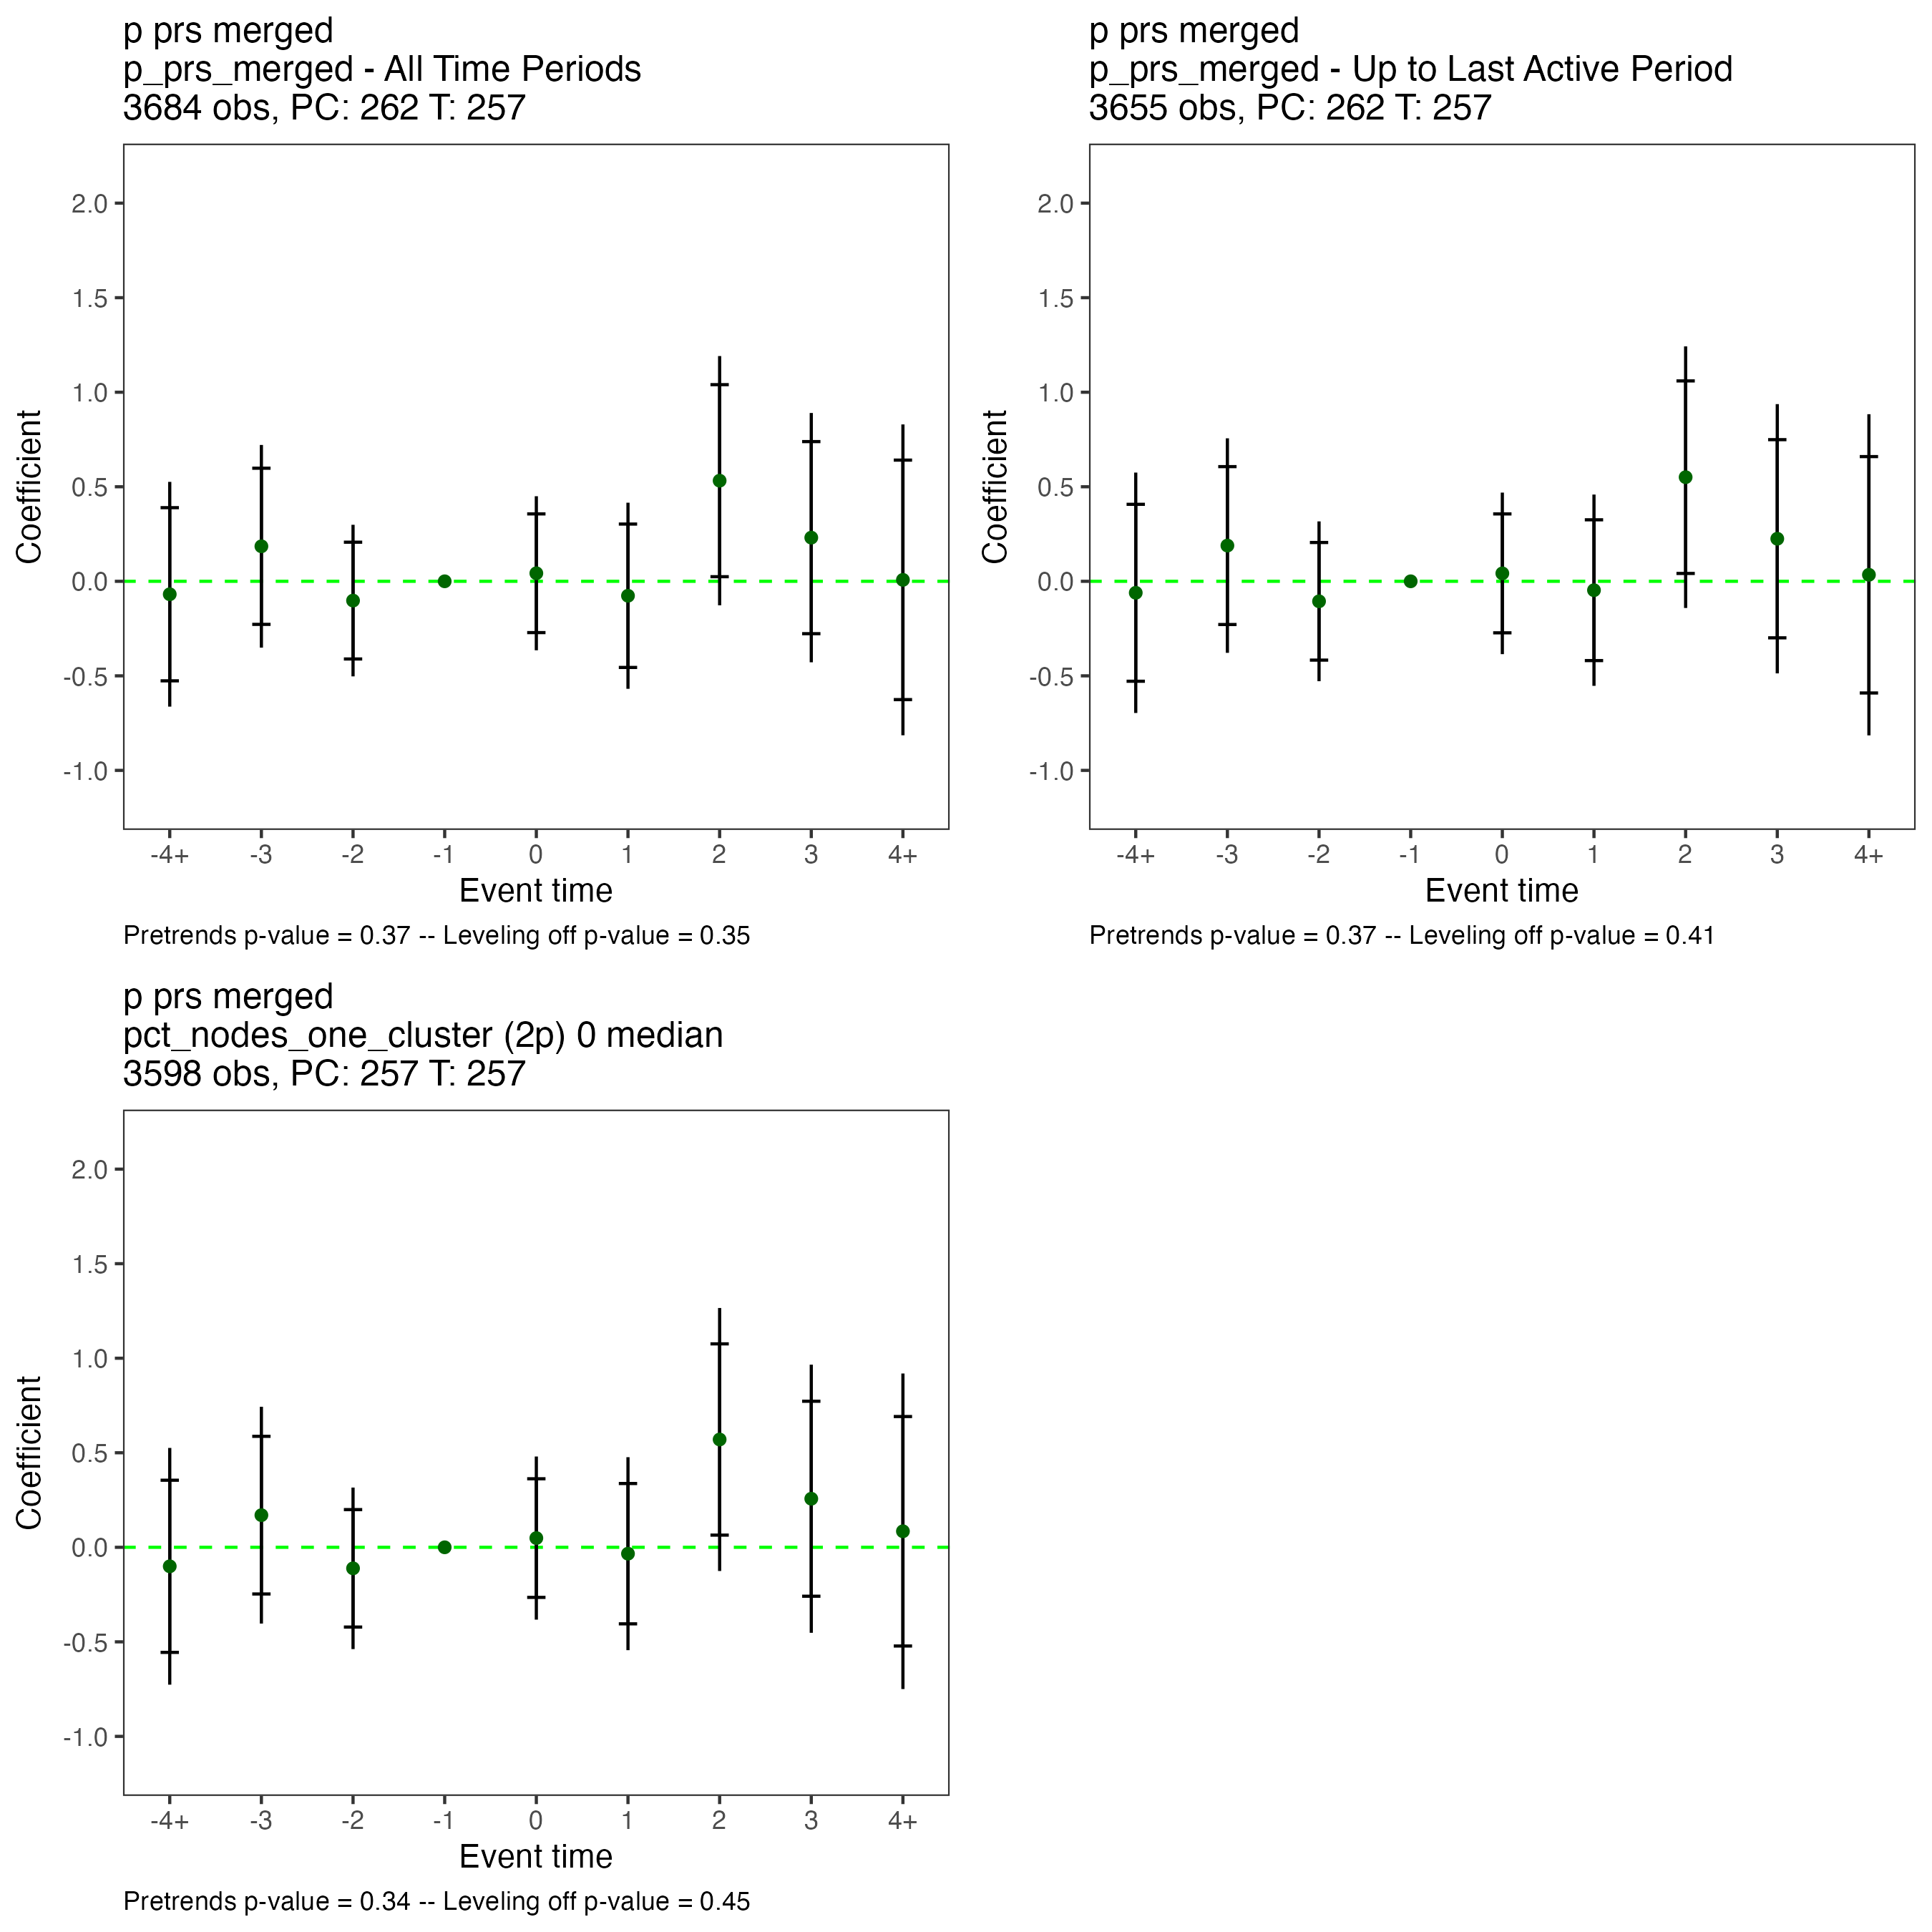 p prs merged
p_prs_merged - All Time Periods
3684 obs, PC: 262 T: 257
2.0
1.5
1.0
0.5
0.0
-0.5
-1.0
Coefficient
-4+ -3 -2 -1 0 1 2 3 4+
Event time
Pretrends p-value = 0.37 -- Leveling off p-value = 0.35
p prs merged
p_prs_merged - Up to Last Active Period
3655 obs, PC: 262 T: 257
2.0
1.5
1.0
0.5
0.0
-0.5
-1.0
Coefficient
-4+ -3 -2 -1 0 1 2 3 4+
Event time
Pretrends p-value = 0.37 -- Leveling off p-value = 0.41
p prs merged
pct_nodes_one_cluster (2p) 0 median
3598 obs, PC: 257 T: 257
2.0
1.5
1.0
0.5
0.0
-0.5
-1.0
Coefficient
-4+ -3 -2 -1 0 1 2 3 4+
Event time
Pretrends p-value = 0.34 -- Leveling off p-value = 0.45